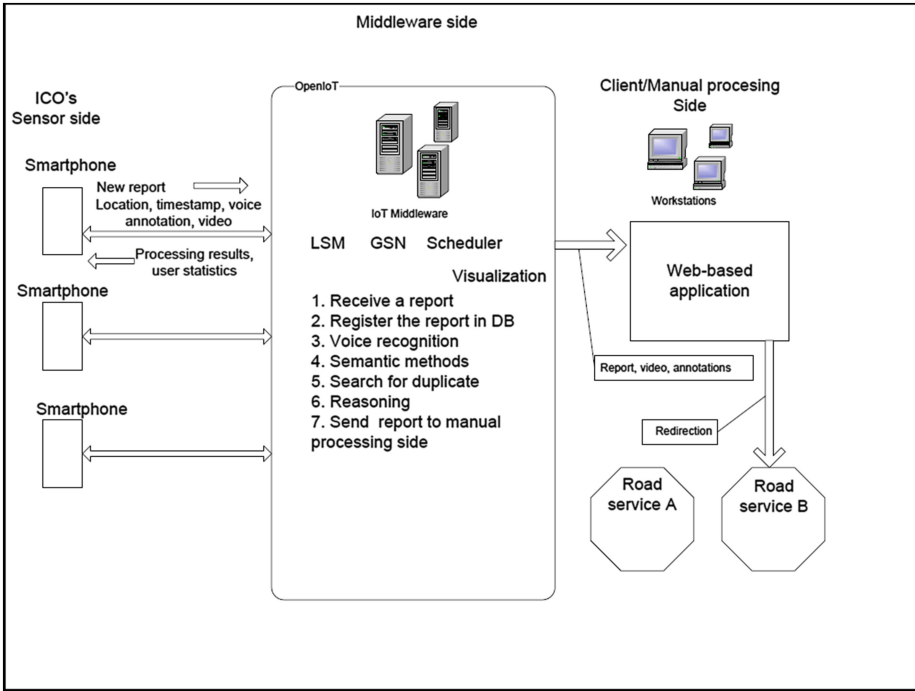 Middleware side
ICO's
Sensor side
Smartphone
New report
Location, timestamp, voice
annotation, video
Processing results,
user statistics
Smartphone
Smartphone
OpenIoT
IoT Middleware
LSM GSN Scheduler
Visualization
1. Receive a report
2. Register the report in DB
3. Voice recognition
4. Semantic methods
5. Search for duplicate
6. Reasoning
7. Send report to manual
processing side
Client/Manual procesing
Side
Workstations
Web-based
application
Report, video, annotations
Redirection
Road
service A
Road
service B